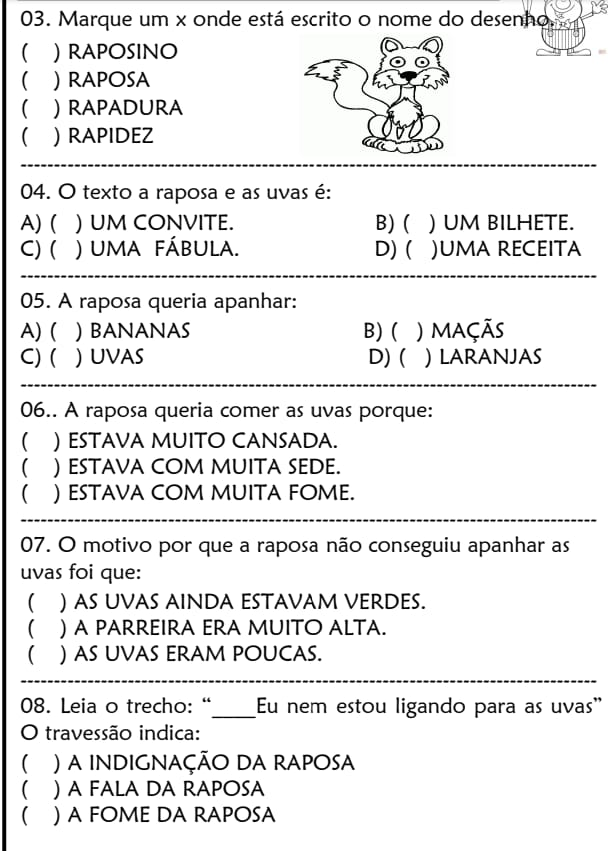 03. Marque um x onde está escrito o nome do desenho.
(   ) RAPOSINO
(   ) RAPOSA
(   ) RAPADURA
(   ) RAPIDEZ
04. O texto a raposa e as uvas é:
A) (   ) UM CONVITE.   B) (   ) UM BILHETE.
C) (   ) UMA  FÁBULA.   D) (   )UMA RECEITA
05. A raposa queria apanhar:
A) (   ) BANANAS   B) (   ) MAÇÃS
C) (   ) UVAS   D) (   ) LARANJAS
06.. A raposa queria comer as uvas porque:
(   ) ESTAVA MUITO CANSADA.
(   ) ESTAVA COM MUITA SEDE.
(   ) ESTAVA COM MUITA FOME.
07. O motivo por que a raposa não conseguiu apanhar as
uvas foi que:
(   ) AS UVAS AINDA ESTAVAM VERDES.
(   ) A PARREIRA ERA MUITO ALTA.
(   ) AS UVAS ERAM POUCAS.
08. Leia o trecho: “____Eu nem estou ligando para as uvas”
O travessão indica:
(   ) A INDIGNAÇÃO DA RAPOSA
(   ) A FALA DA RAPOSA
(   ) A FOME DA RAPOSA